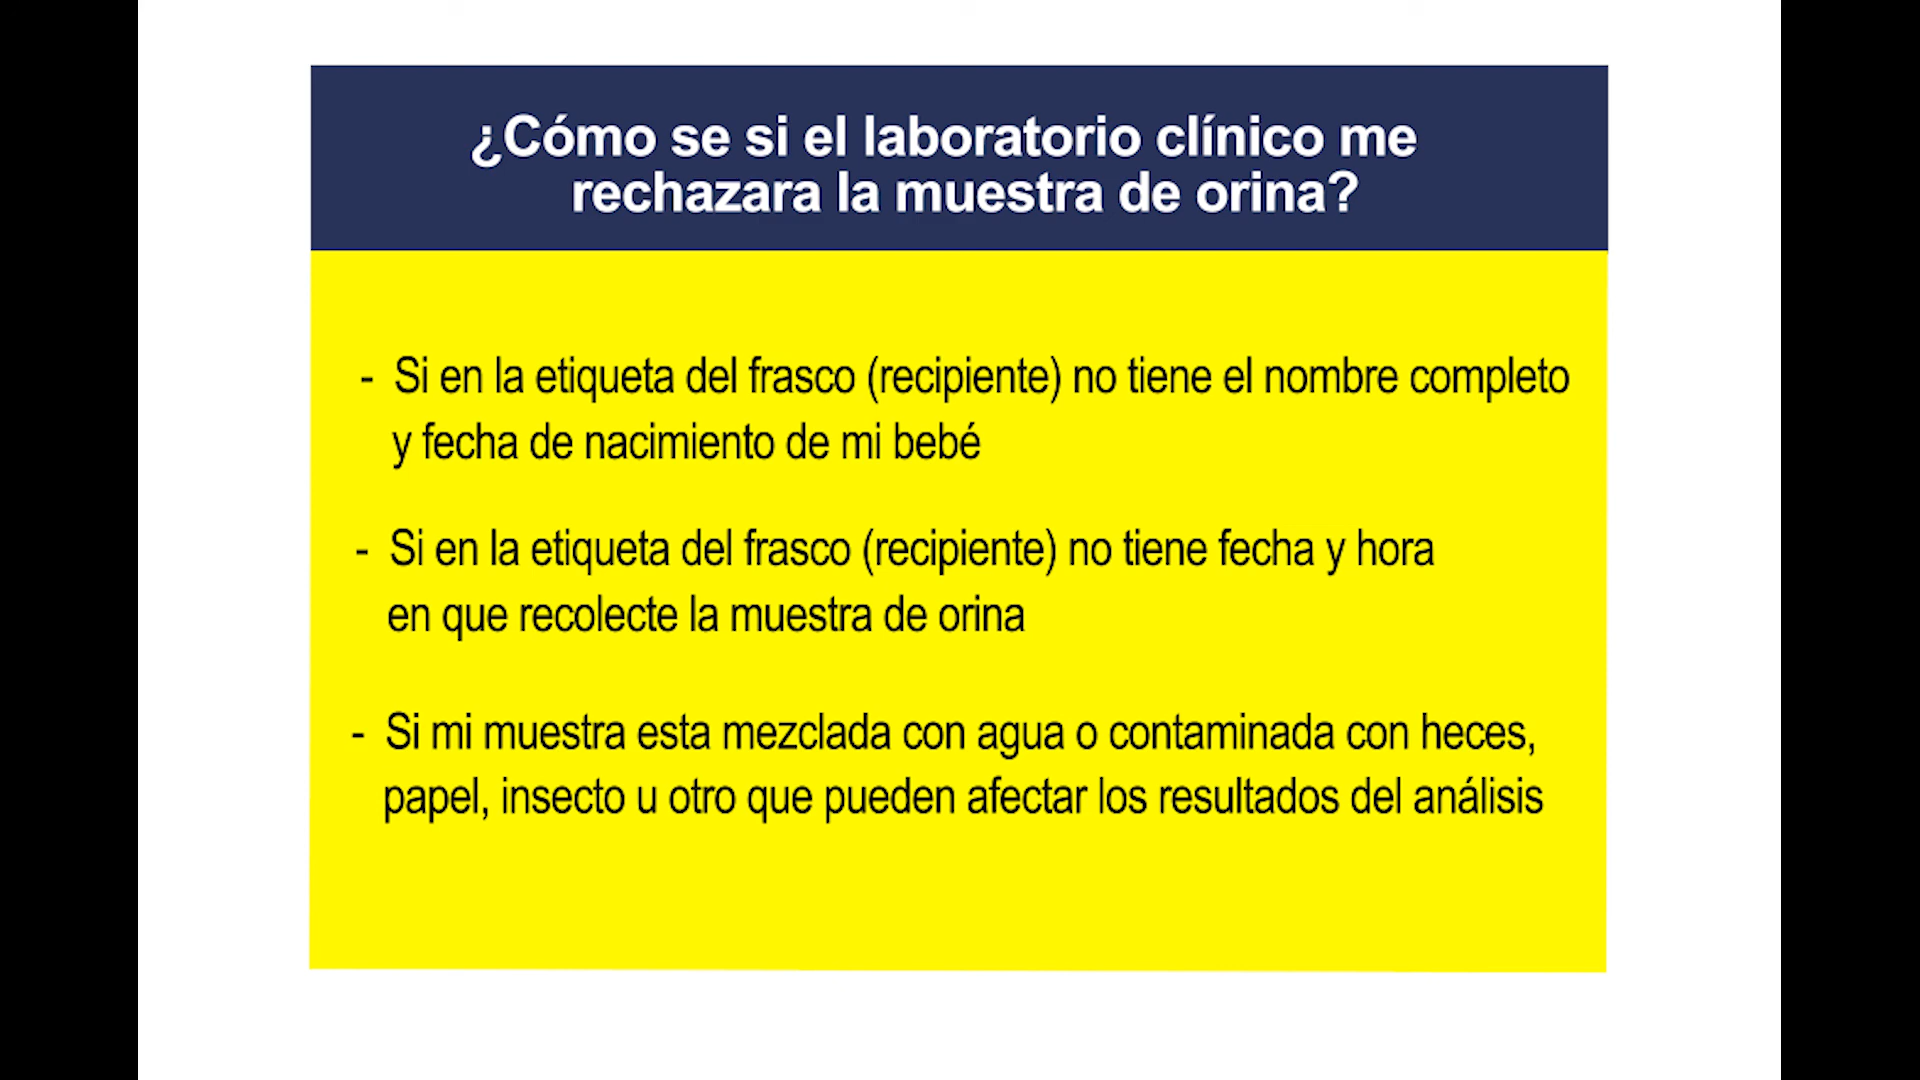 ¿Cómo se si el laboratorio clínico me
rechazara la muestra de orina?
- Si en la etiqueta del frasco (recipiente) no tiene el nombre completo
y fecha de nacimiento de mi bebé
- Si en la etiqueta del frasco (recipiente) no tiene fecha y hora
en que recolecte la muestra de orina
- Si mi muestra esta mezclada con agua o contaminada con heces,
papel, insecto u otro que pueden afectar los resultados del análisis